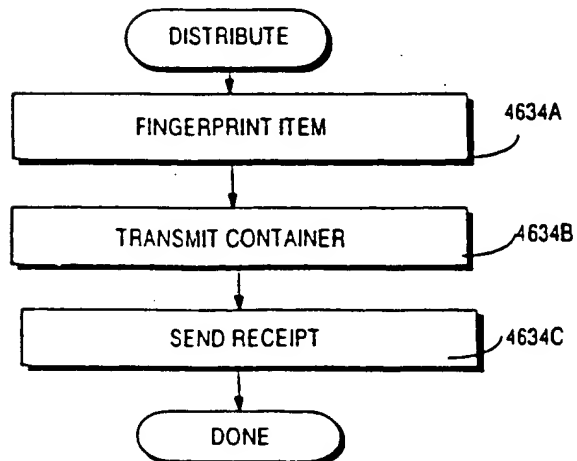 DISTRIBUTE
FINGERPRINT ITEM
4634A
TRANSMIT CONTAINER
4634B
SEND RECEIPT
4634C
DONE